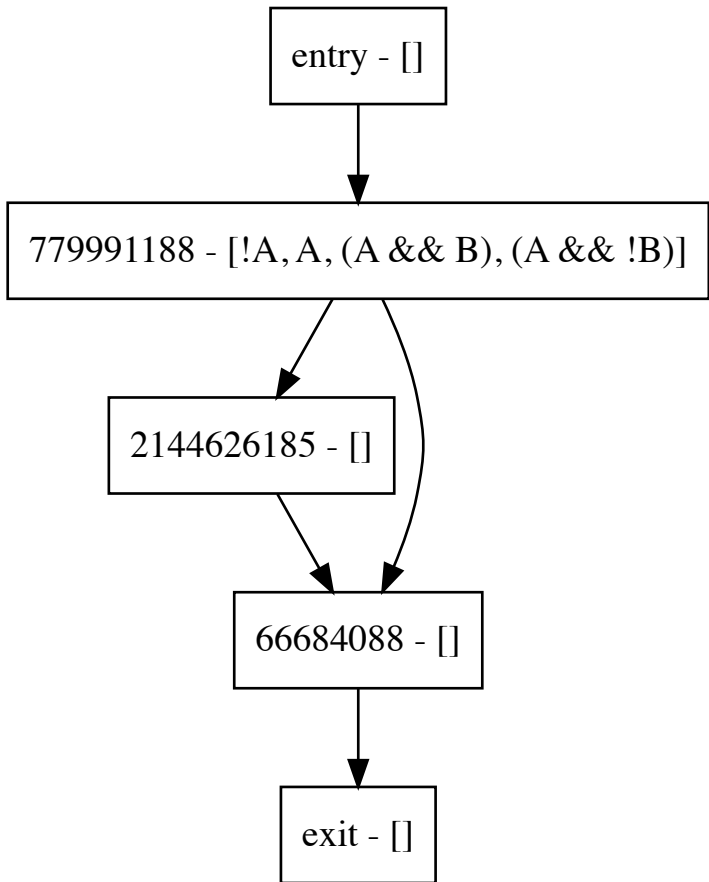 entry - []
779991188 - [!A, A, (A && B), (A && !B)]
2144626185 - []
66684088 - []
exit - []